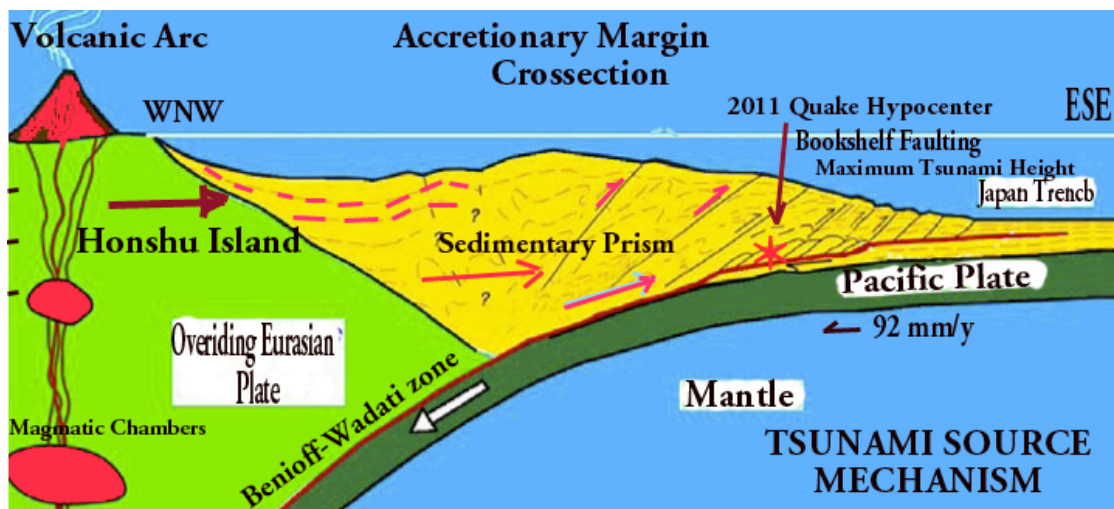 Volcanic Arc
Accretionary Margin
Crossection
WNW
2011 Quake Hypocenter
ESE
Bookshelf Faulting
Maximum Tsunami Height
Japan Trencb
Honshu Island
?
Sedimentary Prism
?
Pacific Plate
92 mm/y
Overiding Eurasian
Plate
Mantle
Magmatic Chambers
Benioff-Wadati zone
TSUNAMI SOURCE
MECHANISM